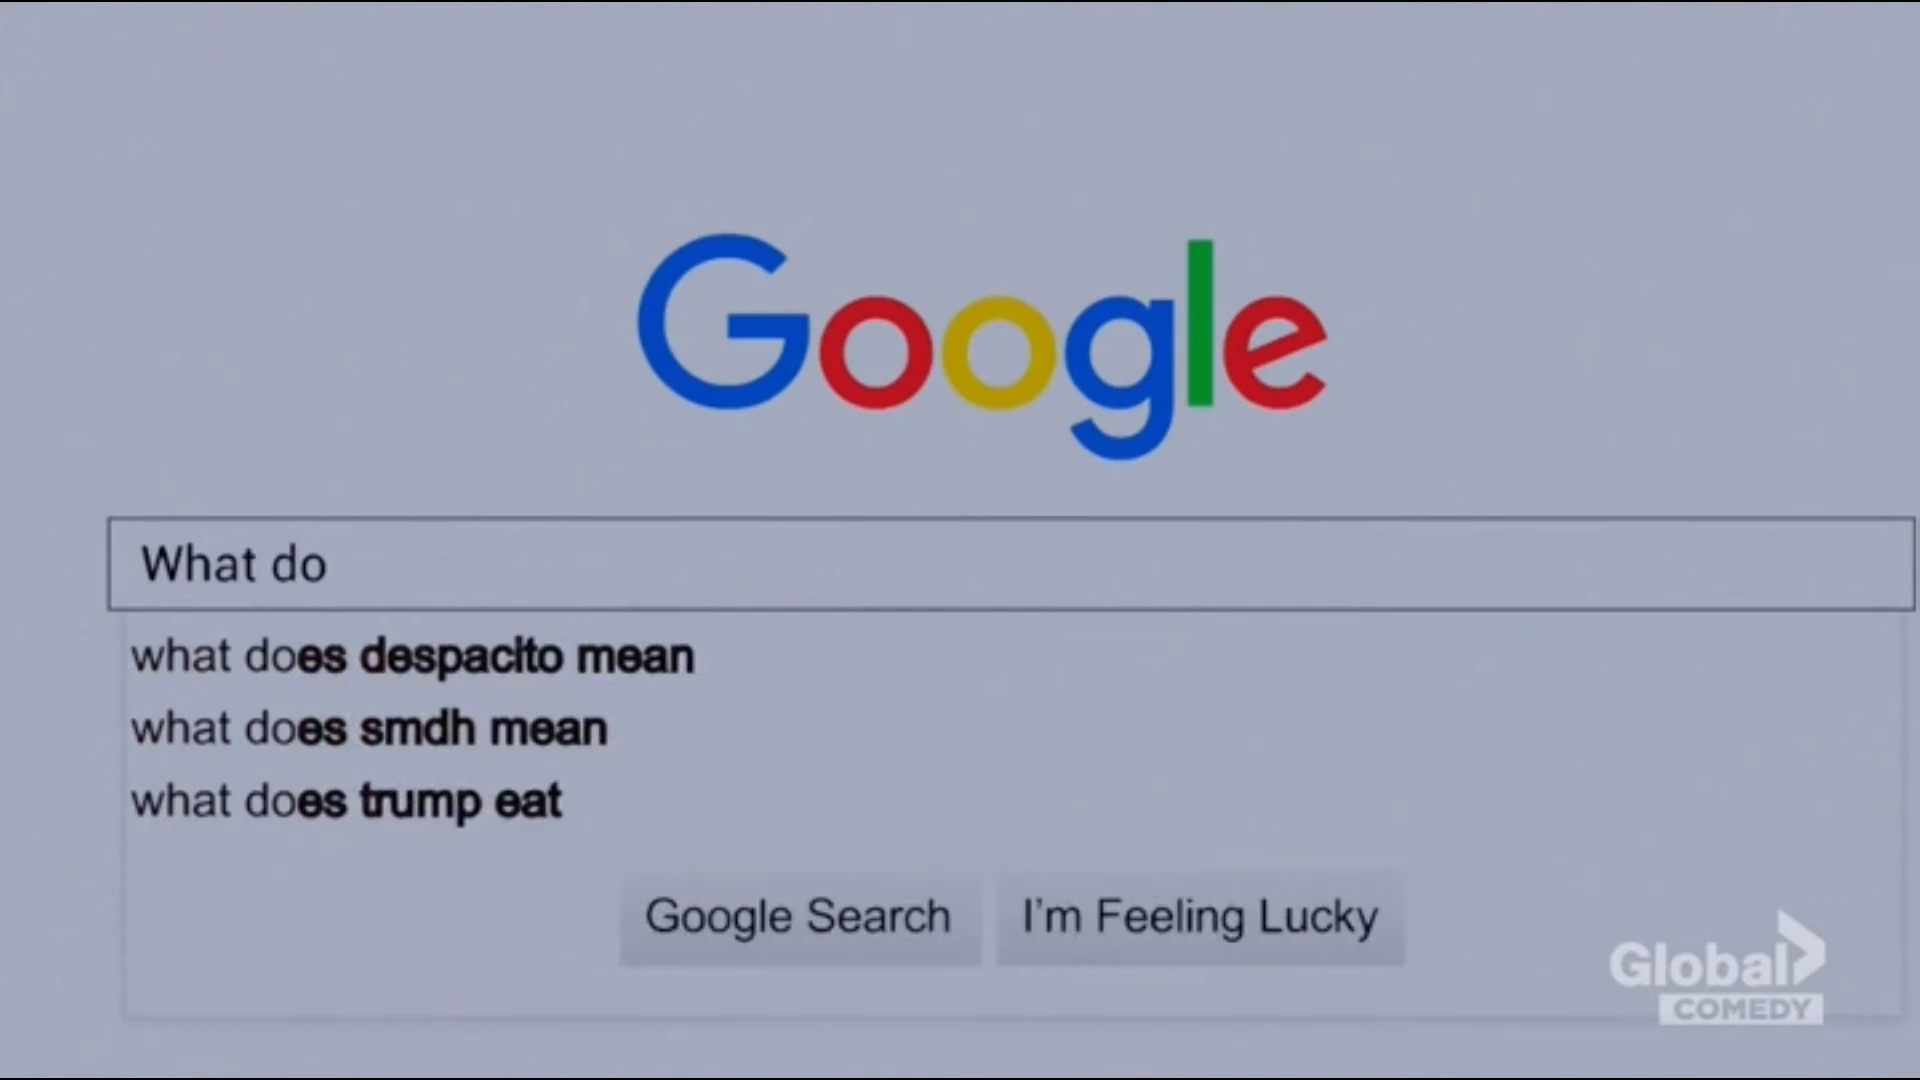 Google
What do
what does despacito mean
what does smdh mean
what does trump eat
Google Search
I'm Feeling Lucky
Global
COMEDY